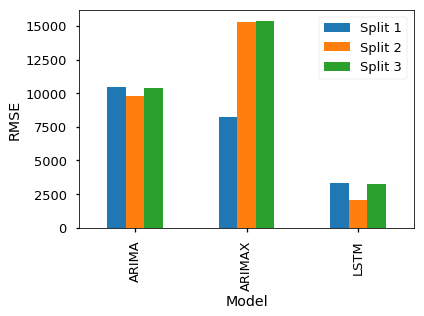 15000
12500
10000
7500
5000
2500
0
RMSE
Split 1
Split 2
Split 3
ARIMA
ARIMAX
LSTM
Model